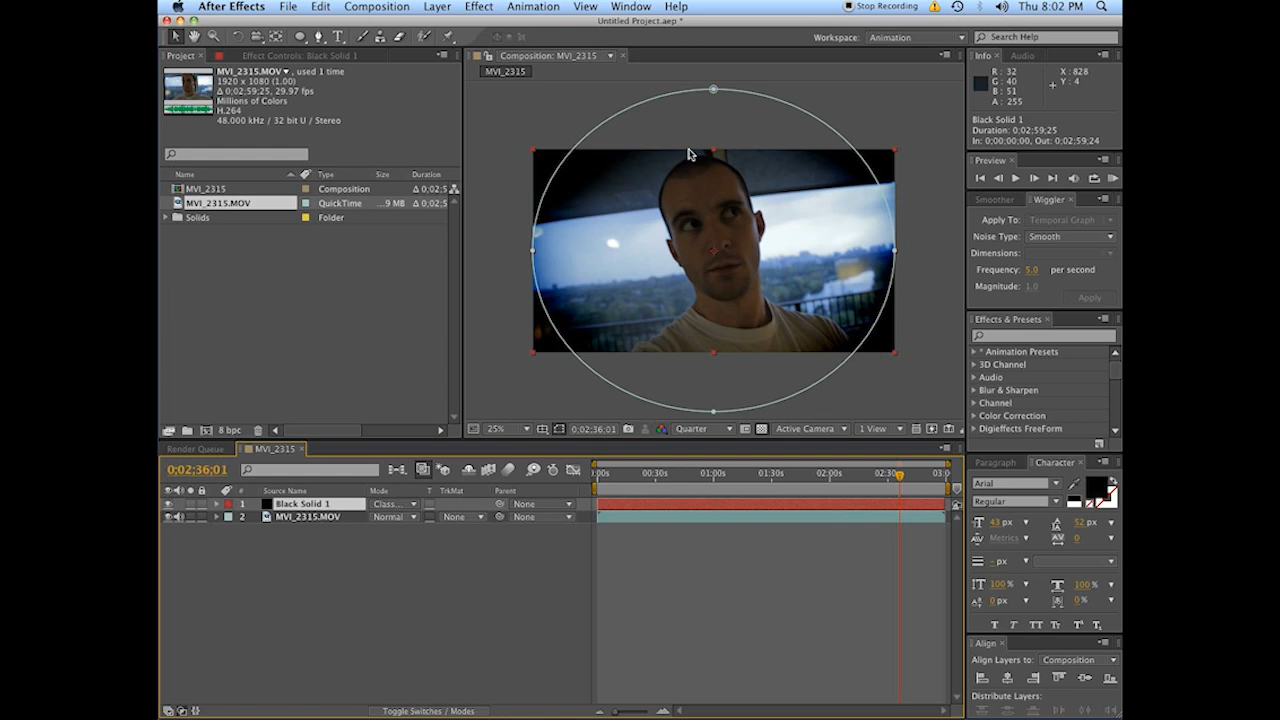 After Effects File Edit Composition Layer Effect Animation View Window Help Stop Recording Thu 8:02 PM
Untitled Project.aep *
Workspace: Animation Search Help
Project × Effect Controls: Black Solid 1
MVI_2315.MOV ▾, used 1 time
1920 x 1080 (1.00)
Δ 0;02;59;25, 29.97 fps
Millions of Colors
H.264
48.000 kHz / 32 bit U / Stereo
Name Type Size Duration
MVI_2315 Composition Δ 0;02;5
MVI_2315.MOV QuickTime ...9 MB Δ 0;02;5
Solids Folder
8 bpc
Composition: MVI_2315
MVI_2315
25% 0;02;36;01 Quarter Active Camera 1 View
Info × Audio
R: 32 X: 828
G: 40 Y: 4
B: 51
A: 255
Black Solid 1
Duration: 0;02;59;25
In: 0;00;00;00, Out: 0;02;59;24
Preview ×
Smoother Wiggler ×
Apply To: Temporal Graph
Noise Type: Smooth
Dimensions:
Frequency: 5.0 per second
Magnitude: 1.0
Apply
Effects & Presets ×
* Animation Presets
3D Channel
Audio
Blur & Sharpen
Channel
Color Correction
Digieffects FreeForm
Render Queue MVI_2315 ×
0;02;36;01
:00s 00:30s 01:00s 01:30s 02:00s 02:30 03:0
# Source Name Mode T TrkMat Parent
1 Black Solid 1 Class... None
2 MVI_2315.MOV Normal None None
Toggle Switches / Modes
Paragraph Character ×
Arial
Regular
43 px 52 px
Metrics 0
- px
100 % 100 %
0 px 0 %
T T TT Tr T¹ T₁
Align ×
Align Layers to: Composition
Distribute Layers: